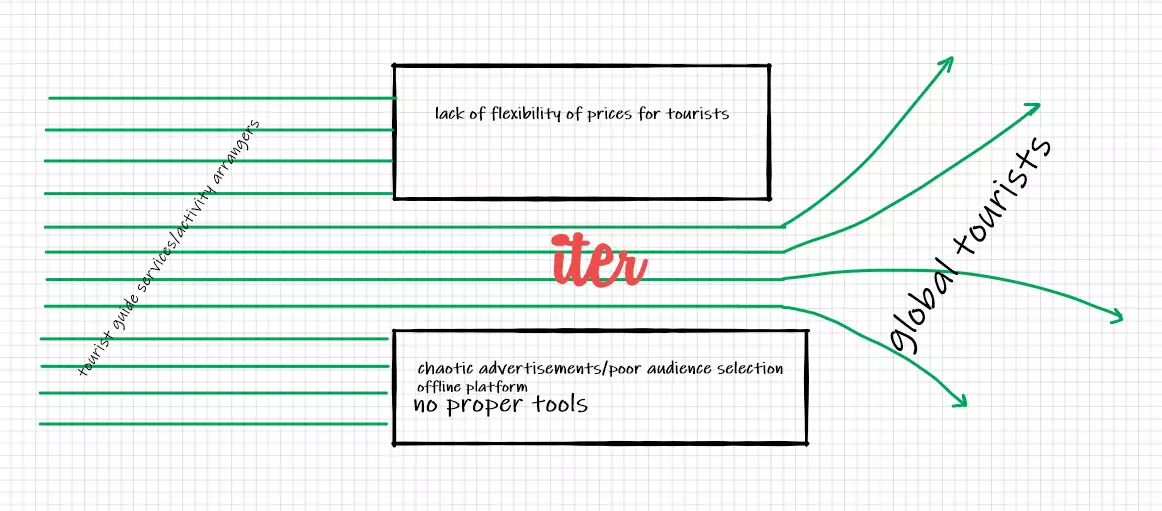 lack of flexibility of prices for tourists
tourist guide services/activity arrangers
iter
global tourists
chaotic advertisements/poor audience selection
offline platform
no proper tools